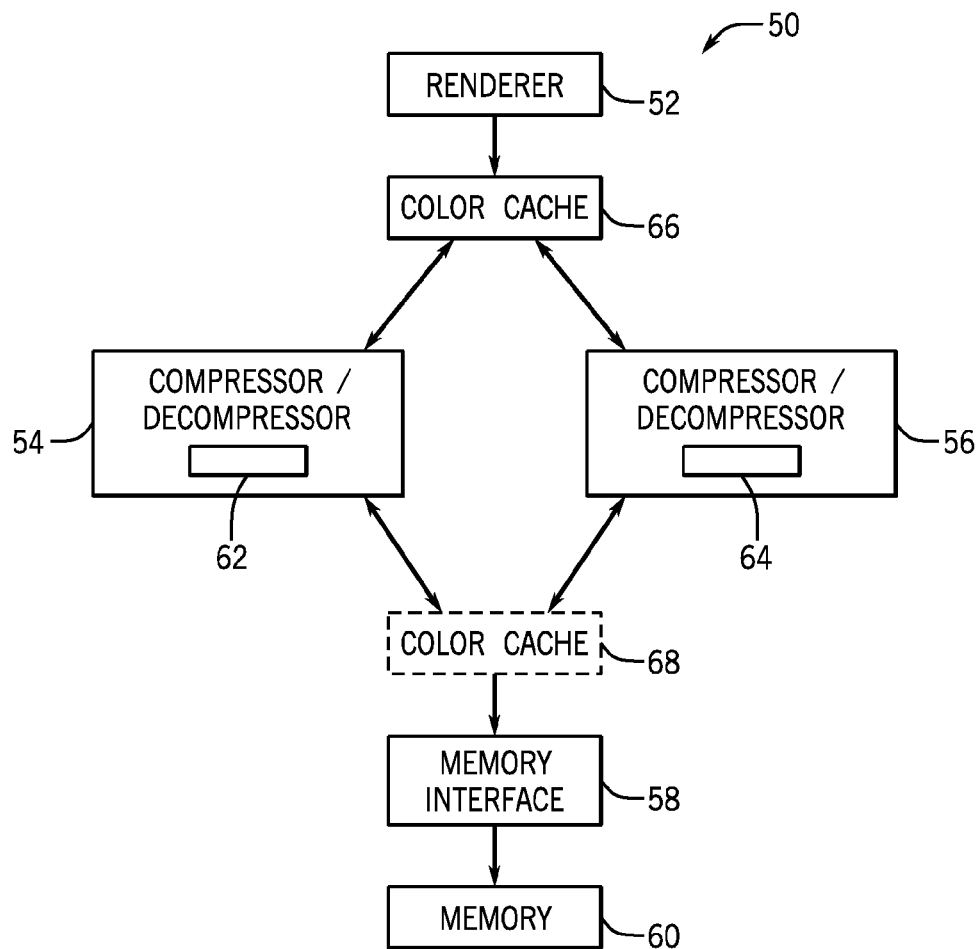 50
RENDERER
52
COLOR CACHE
66
COMPRESSOR /
DECOMPRESSOR
54
62
COMPRESSOR /
DECOMPRESSOR
56
64
COLOR CACHE
68
MEMORY
INTERFACE
58
MEMORY
60